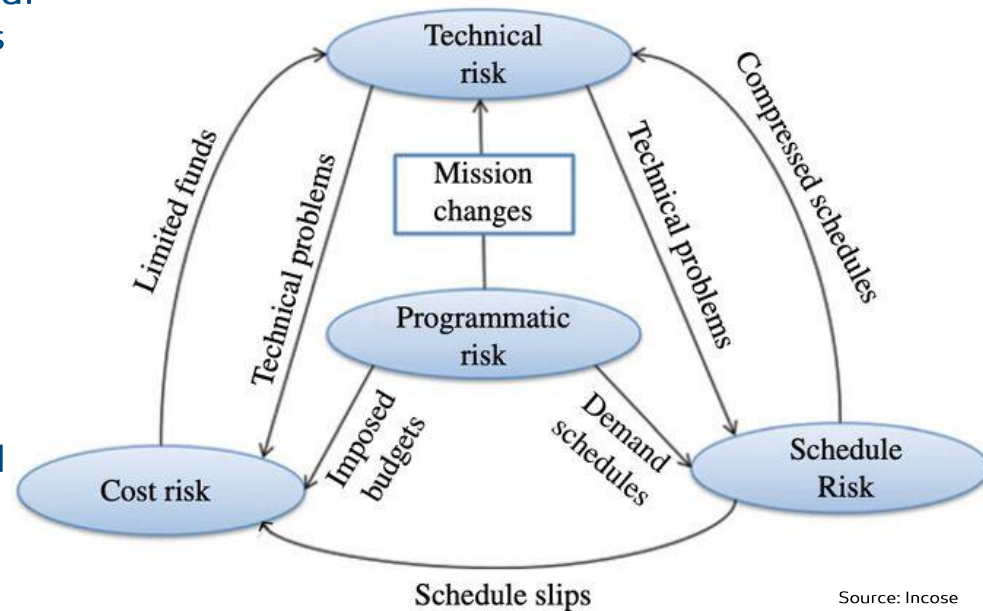 Technical
risk
Limited funds
Technical problems
Mission
changes
Technical problems
Compressed schedules
Programmatic
risk
Imposed
budgets
Demand
schedules
Cost risk
Schedule
Risk
Schedule slips
Source: Incose